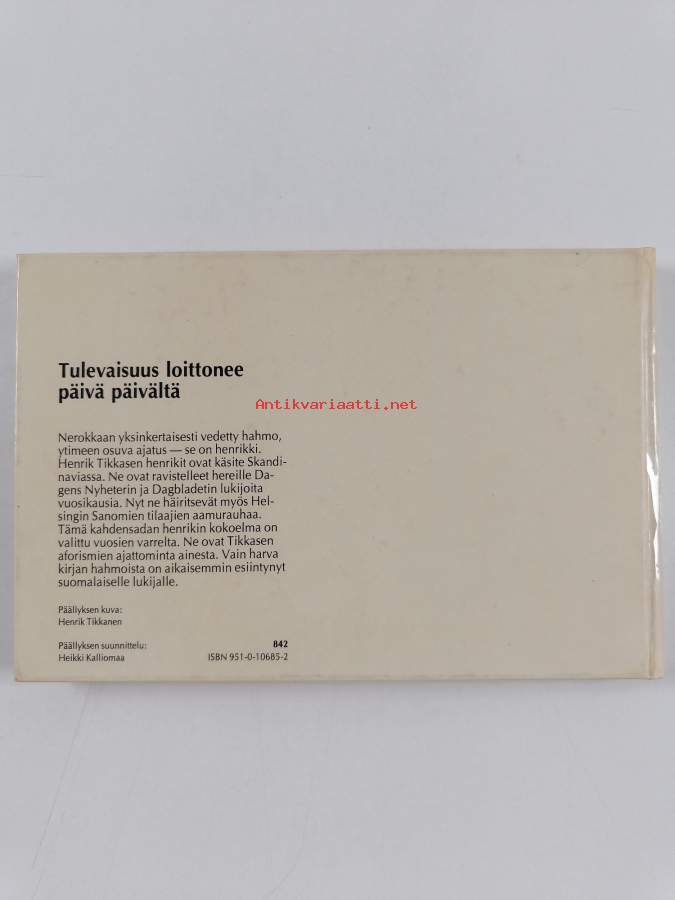 Tulevaisuus loittonee
päivä päivältä
Antikvariaatti.net
Nerokkaan yksinkertaisesti vedetty hahmo,
ytimeen osuva ajatus — se on henrikki.
Henrik Tikkasen henrikit ovat käsite Skandi-
naviassa. Ne ovat ravistelleet hereille Da-
gens Nyheterin ja Dagbladetin lukijoita
vuosikausia. Nyt ne häiritsevät myös Hel-
singin Sanomien tilaajien aamurauhaa.
Tämä kahdensadan henrikin kokoelma on
valittu vuosien varrelta. Ne ovat Tikkasen
aforismien ajattominta ainesta. Vain harva
kirjan hahmoista on aikaisemmin esiintynyt
suomalaiselle lukijalle.
Päällyksen kuva:
Henrik Tikkanen
Päällyksen suunnittelu: 842
Heikki Kalliomaa ISBN 951-0-10685-2